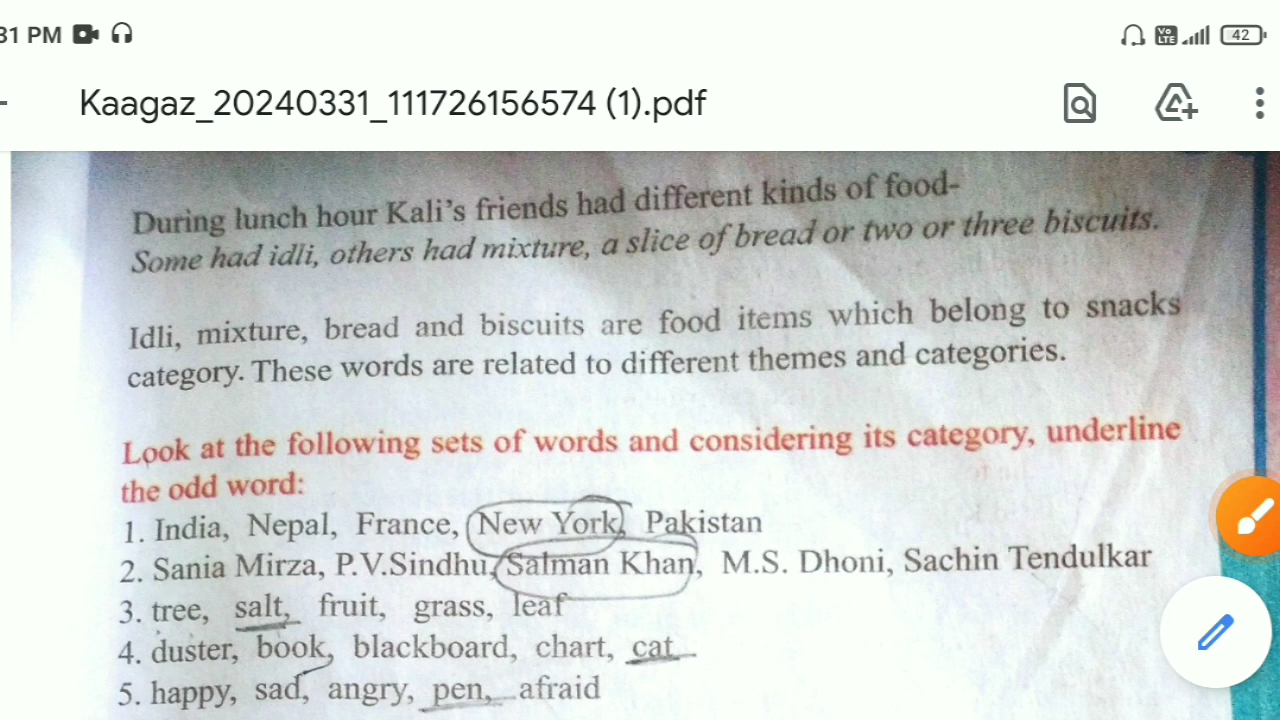 31 PM
Vo LTE 42
Kaagaz_20240331_111726156574 (1).pdf
During lunch hour Kali's friends had different kinds of food-
Some had idli, others had mixture, a slice of bread or two or three biscuits.
Idli, mixture, bread and biscuits are food items which belong to snacks
category. These words are related to different themes and categories.
Look at the following sets of words and considering its category, underline
the odd word:
1. India, Nepal, France, New York, Pakistan
2. Sania Mirza, P.V.Sindhu, Salman Khan, M.S. Dhoni, Sachin Tendulkar
3. tree, salt, fruit, grass, leaf
4. duster, book, blackboard, chart, cat
5. happy, sad, angry, pen, afraid